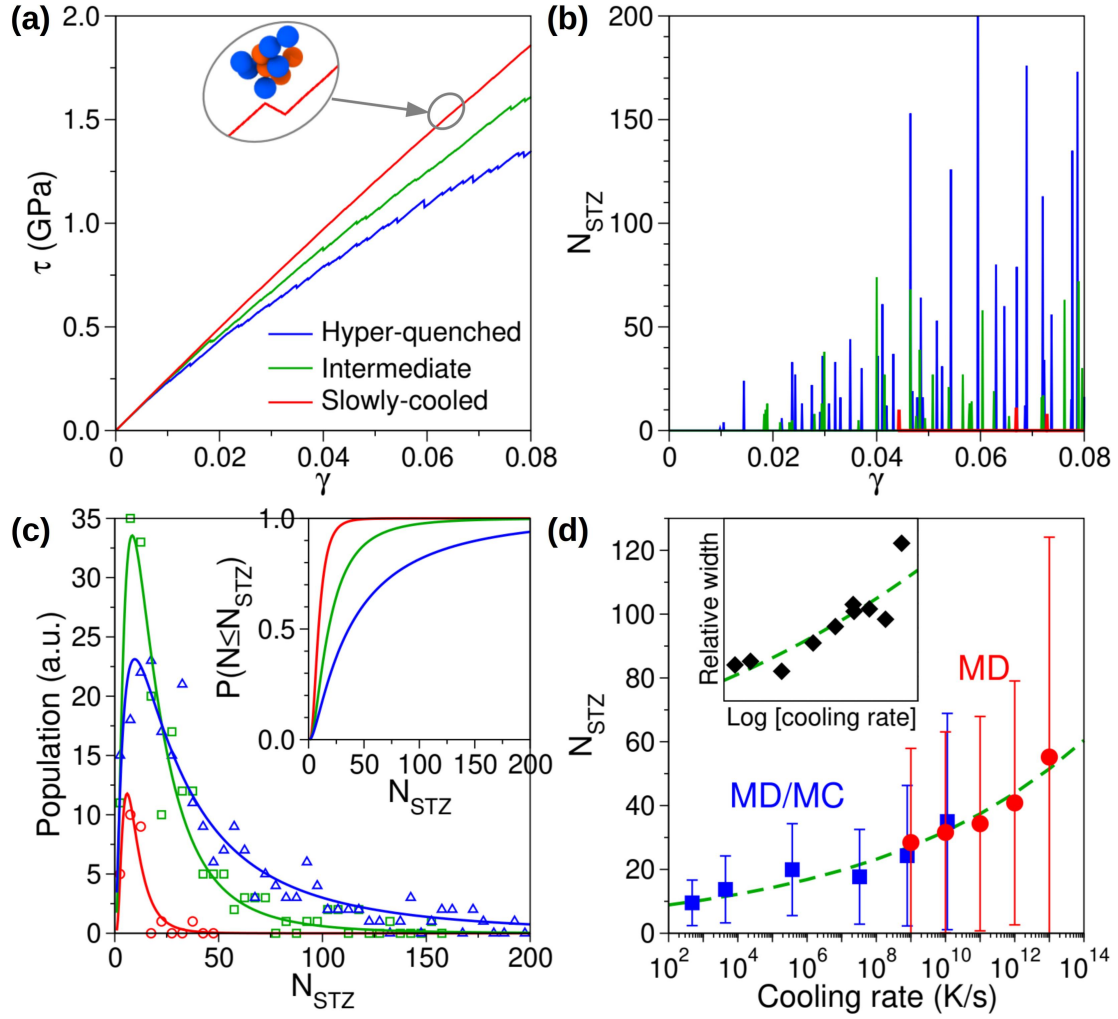 (a)
2.0
1.5
1.0
0.5
0.0
τ (GPa)
Hyper-quenched
Intermediate
Slowly-cooled
0 0.02 0.04 0.06 0.08
γ
(b)
200
150
100
50
0
N_STZ
0 0.02 0.04 0.06 0.08
γ
(c)
35
30
25
20
15
10
5
0
Population (a.u.)
1.0
0.5
0.0
P(N≤N_STZ)
0 50 100 150 200
N_STZ
0 50 100 150 200
N_STZ
(d)
120
100
80
60
40
20
0
N_STZ
Relative width
Log [cooling rate]
MD
MD/MC
10^2 10^4 10^6 10^8 10^10 10^12 10^14
Cooling rate (K/s)